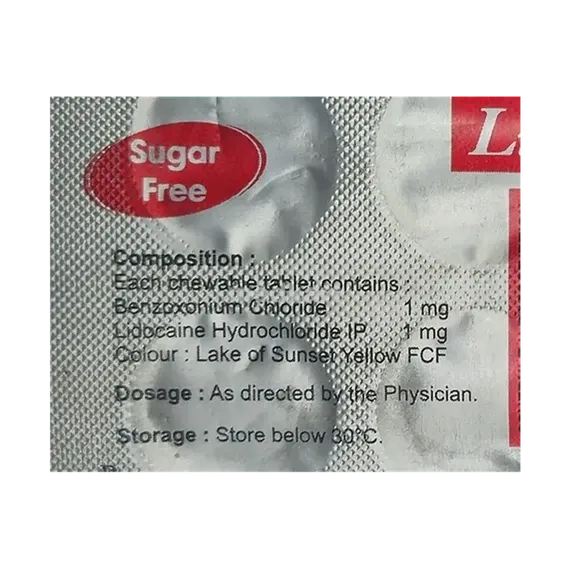 Sugar
Free
L
Composition :
Each chewable tablet contains :
Benzoxonium Chloride 1 mg
Lidocaine Hydrochloride IP 1 mg
Colour : Lake of Sunset Yellow FCF
Dosage : As directed by the Physician.
Storage : Store below 30°C.